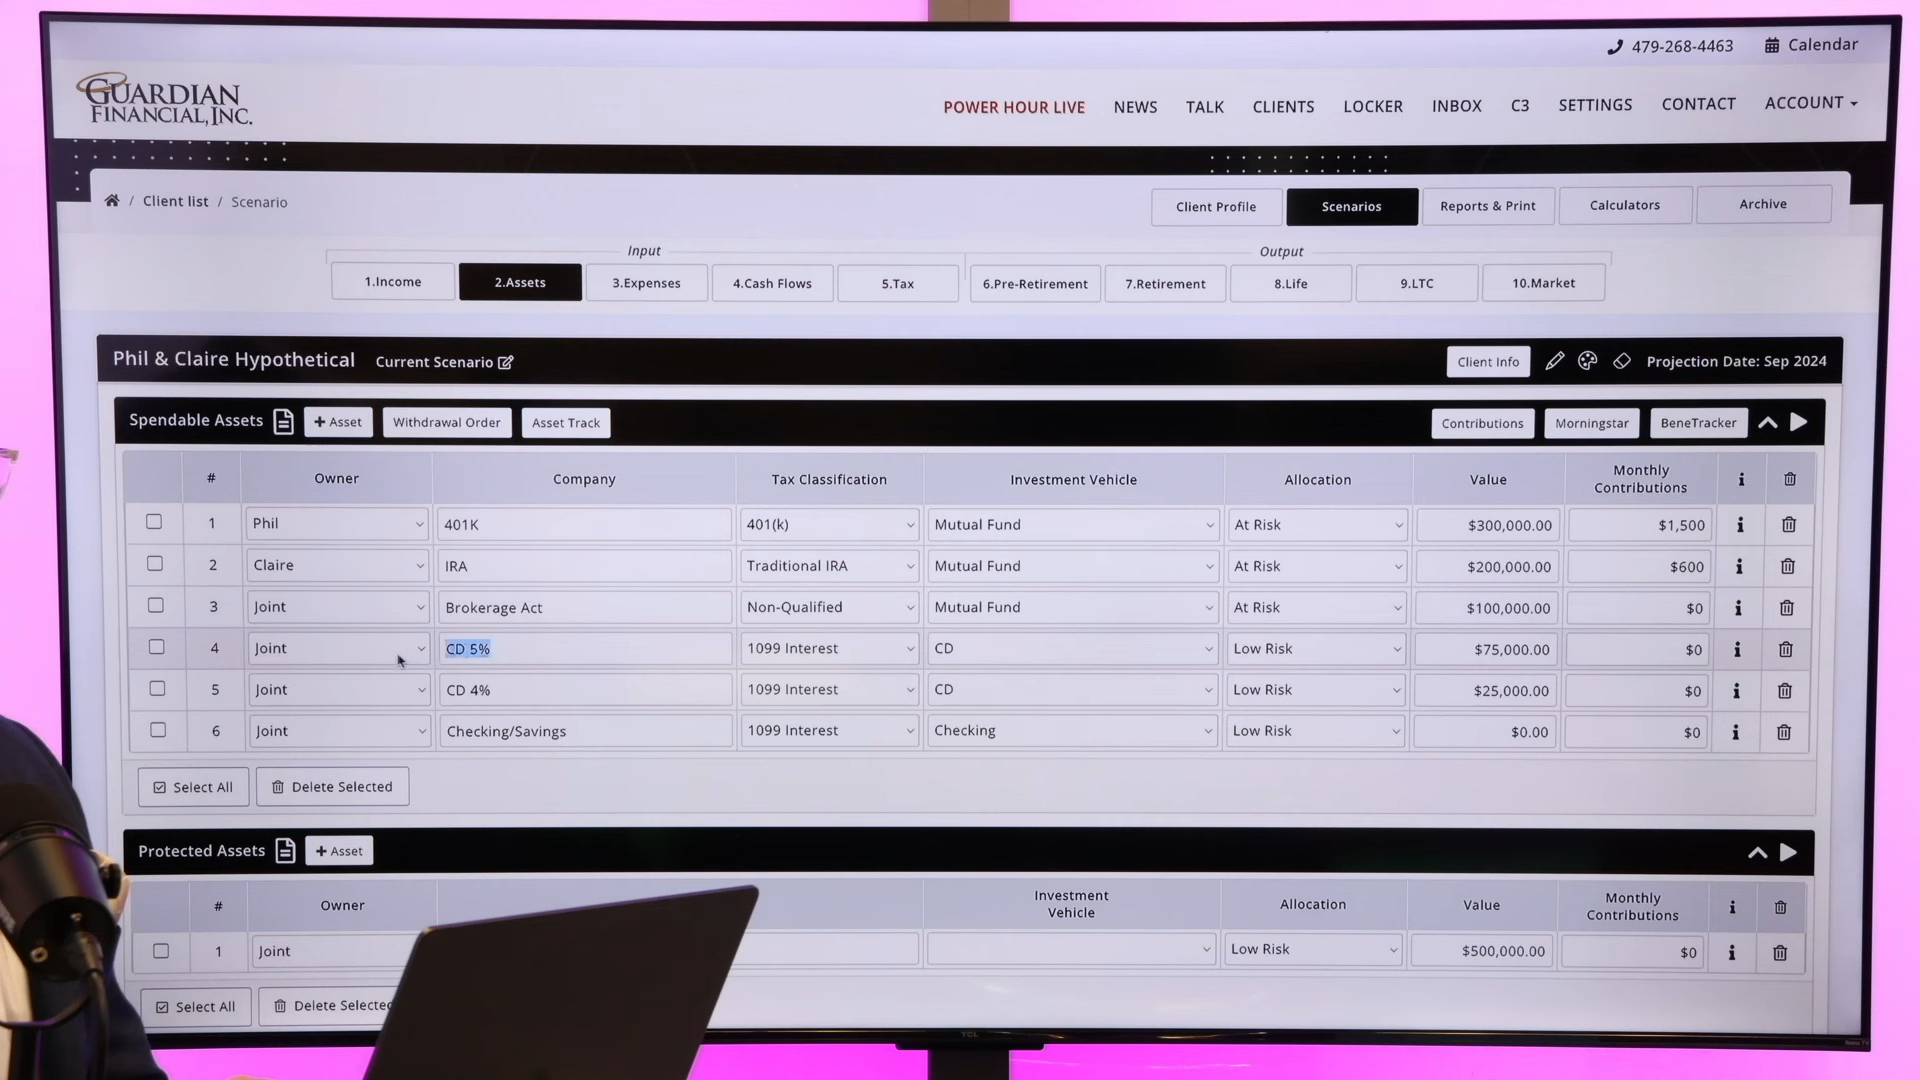 479-268-4463 Calendar
GUARDIAN
FINANCIAL, INC.
POWER HOUR LIVE NEWS TALK CLIENTS LOCKER INBOX C3 SETTINGS CONTACT ACCOUNT
/ Client list / Scenario
Client Profile Scenarios Reports & Print Calculators Archive
Input Output
1.Income 2.Assets 3.Expenses 4.Cash Flows 5.Tax 6.Pre-Retirement 7.Retirement 8.Life 9.LTC 10.Market
Phil & Claire Hypothetical Current Scenario Client Info Projection Date: Sep 2024
Spendable Assets + Asset Withdrawal Order Asset Track Contributions Morningstar BeneTracker
# Owner Company Tax Classification Investment Vehicle Allocation Value Monthly Contributions i
1 Phil 401K 401(k) Mutual Fund At Risk $300,000.00 $1,500 i
2 Claire IRA Traditional IRA Mutual Fund At Risk $200,000.00 $600 i
3 Joint Brokerage Act Non-Qualified Mutual Fund At Risk $100,000.00 $0 i
4 Joint CD 5% 1099 Interest CD Low Risk $75,000.00 $0 i
5 Joint CD 4% 1099 Interest CD Low Risk $25,000.00 $0 i
6 Joint Checking/Savings 1099 Interest Checking Low Risk $0.00 $0 i
Select All Delete Selected
Protected Assets + Asset
# Owner Investment Vehicle Allocation Value Monthly Contributions i
1 Joint Low Risk $500,000.00 $0 i
Select All Delete Selected
TCL